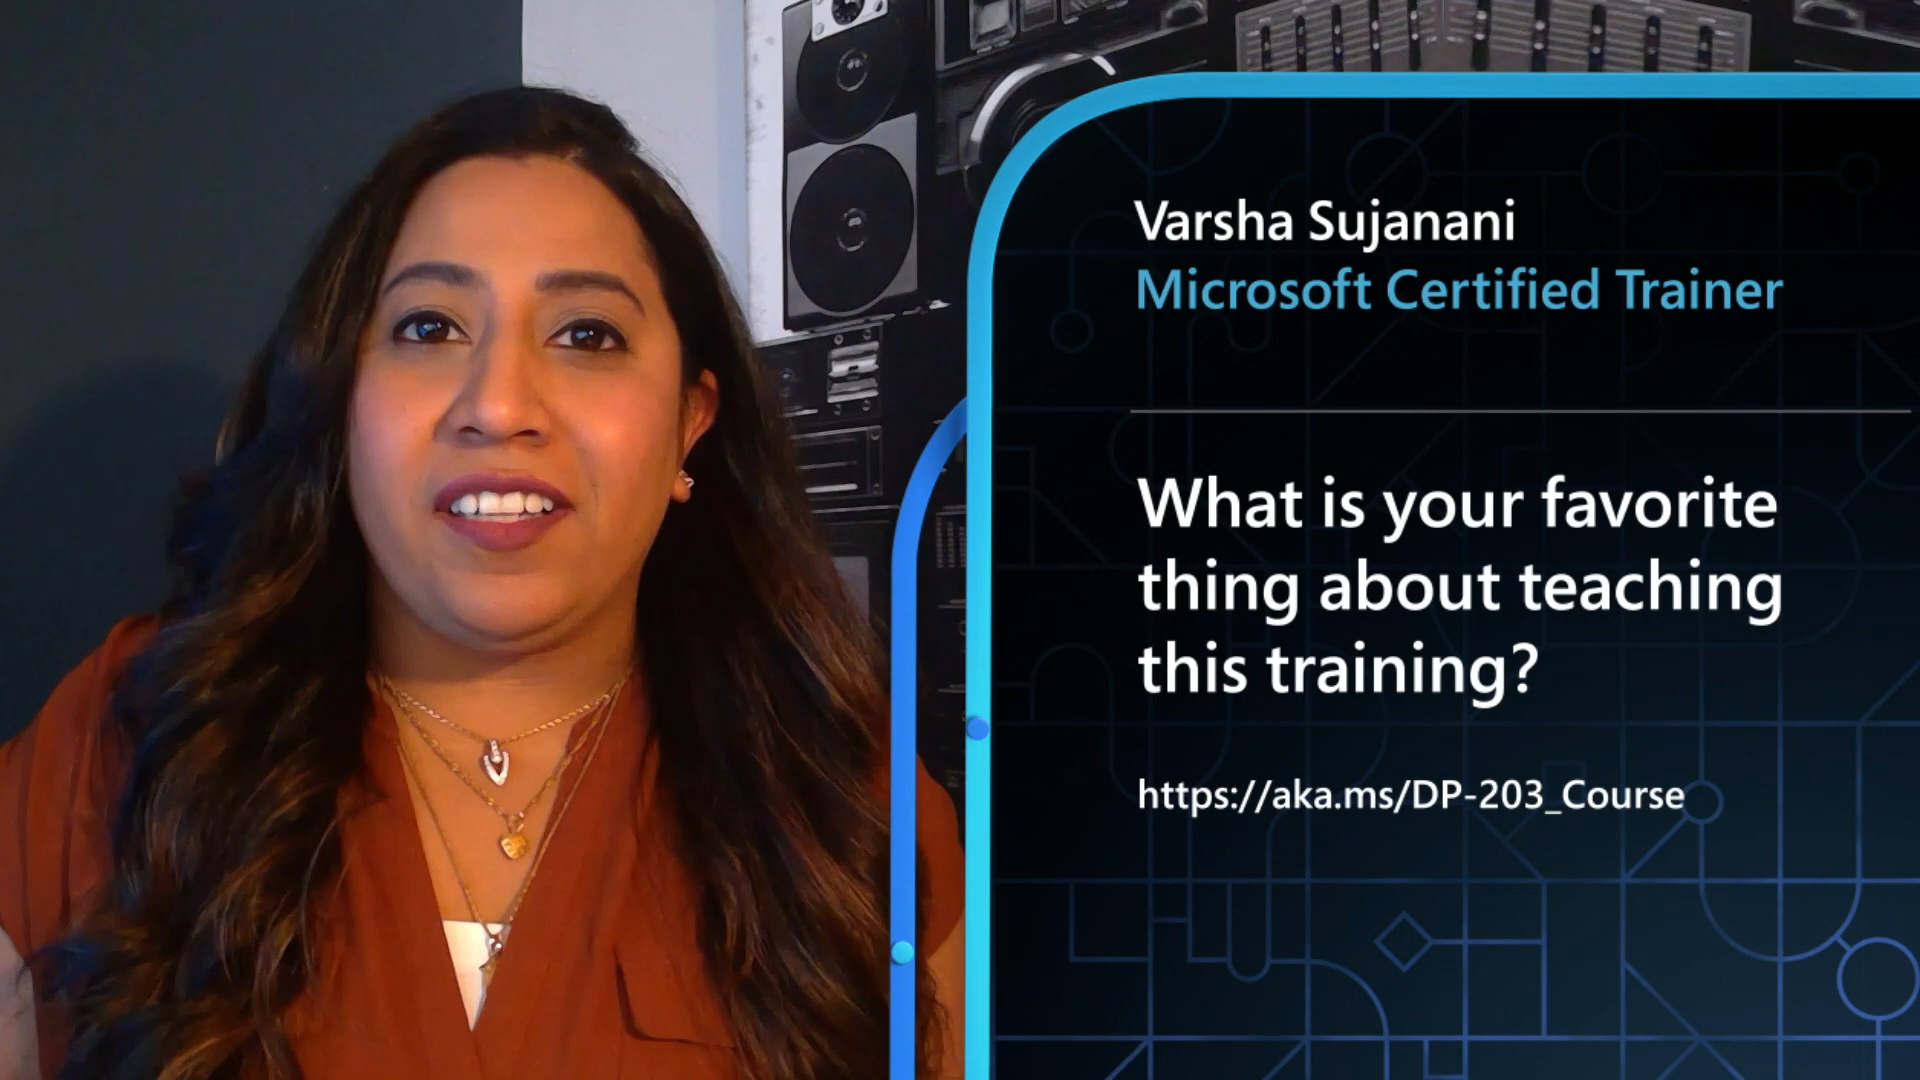 Varsha Sujanani
Microsoft Certified Trainer
What is your favorite
thing about teaching
this training?
https://aka.ms/DP-203_Course